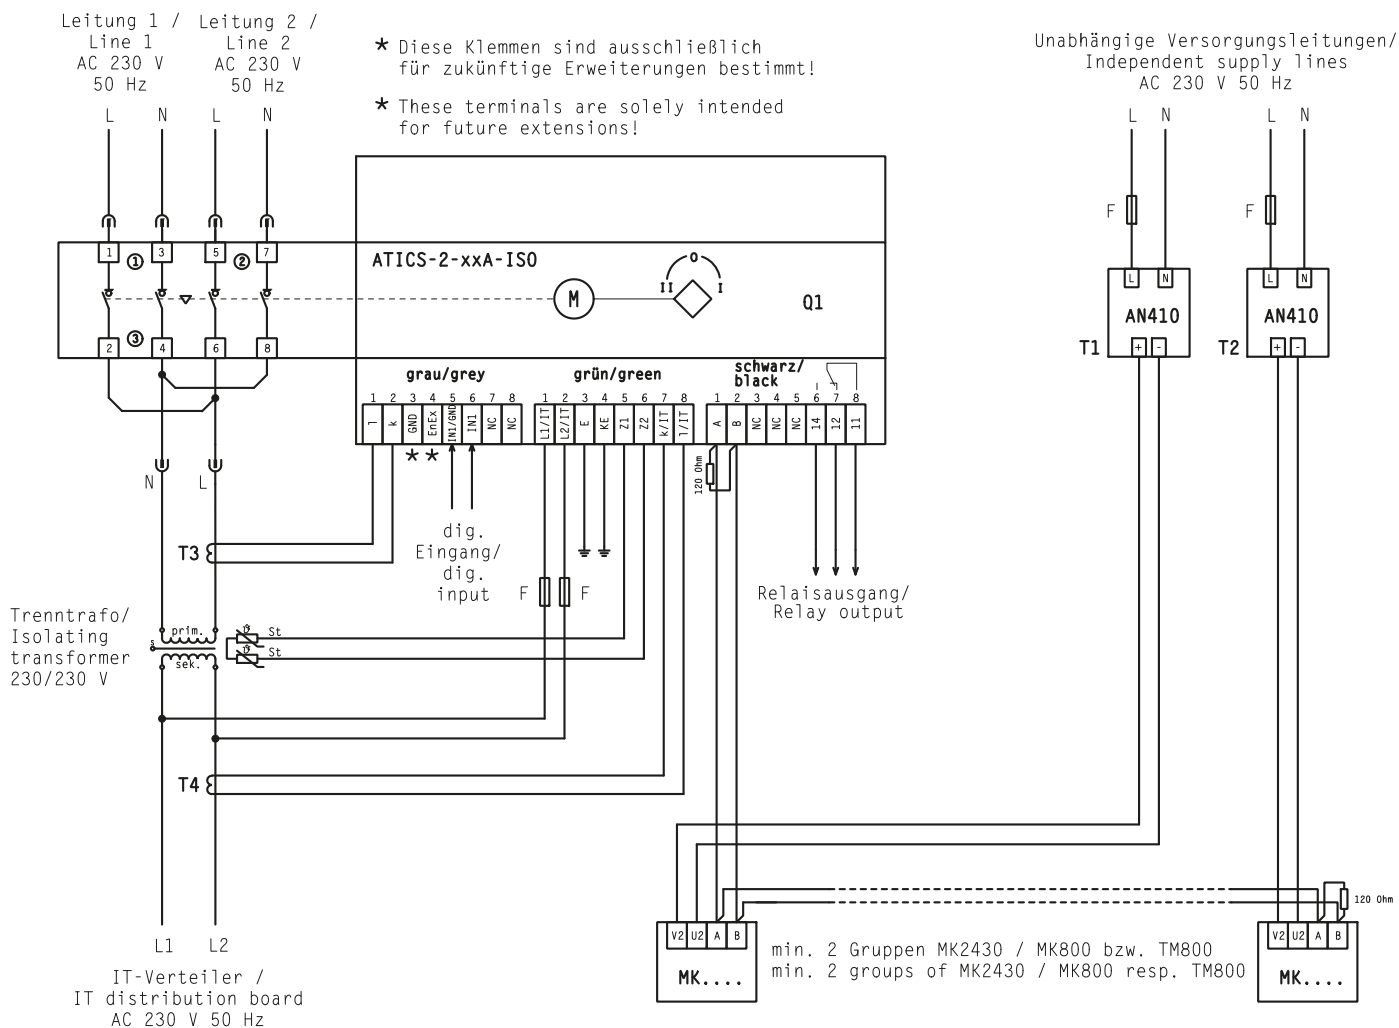 Leitung 1 /
Line 1
AC 230 V
50 Hz
L N
Leitung 2 /
Line 2
AC 230 V
50 Hz
L N
* Diese Klemmen sind ausschließlich
für zukünftige Erweiterungen bestimmt!
* These terminals are solely intended
for future extensions!
Unabhängige Versorgungsleitungen/
Independent supply lines
AC 230 V 50 Hz
L N L N
F F
1 3 5 7
① ②
③
2 4 6 8
ATICS-2-xxA-ISO
M
II O I
Q1
L N L N
AN410 AN410
T1 + - T2 + -
grau/grey
1 2 3 4 5 6 7 8
l k GND EnEx IN1/GND IN1 NC NC
* *
grün/green
1 2 3 4 5 6 7 8
L1/IT L2/IT E KE Z1 Z2 k/IT l/IT
schwarz/
black
1 2 3 4 5 6 7 8
A B NC NC NC 14 12 11
120 Ohm
N L
T3
dig.
Eingang/
dig.
input
F F
Relaisausgang/
Relay output
Trenntrafo/
Isolating
transformer
230/230 V
prim.
s
sek.
ϑ St
ϑ St
T4
L1 L2
IT-Verteiler /
IT distribution board
AC 230 V 50 Hz
V2 U2 A B
MK....
min. 2 Gruppen MK2430 / MK800 bzw. TM800
min. 2 groups of MK2430 / MK800 resp. TM800
120 Ohm
V2 U2 A B
MK....